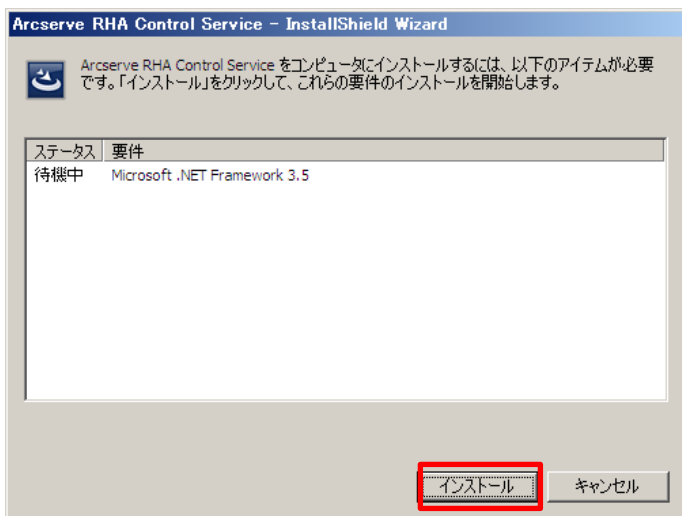 Arcserve RHA Control Service - InstallShield Wizard
Arcserve RHA Control Service をコンピュータにインストールするには、以下のアイテムが必要
です。「インストール」をクリックして、これらの要件のインストールを開始します。
ステータス 要件
待機中 Microsoft .NET Framework 3.5
インストール キャンセル